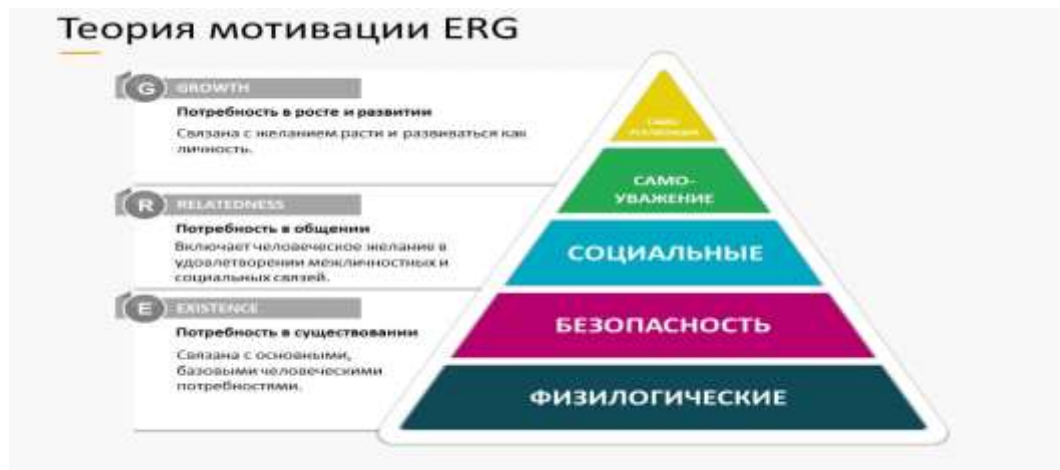 Теория мотивации ERG
G GROWTH
Потребность в росте и развитии
Связана с желанием расти и развиваться как
личность.
R RELATEDNESS
Потребность в общении
Включает человеческое желание в
удовлетворении межличностных и
социальных связей.
E EXISTENCE
Потребность в существовании
Связана с основными,
базовыми человеческими
потребностями.
САМО-
УВАЖЕНИЕ
СОЦИАЛЬНЫЕ
БЕЗОПАСНОСТЬ
ФИЗИЛОГИЧЕСКИЕ